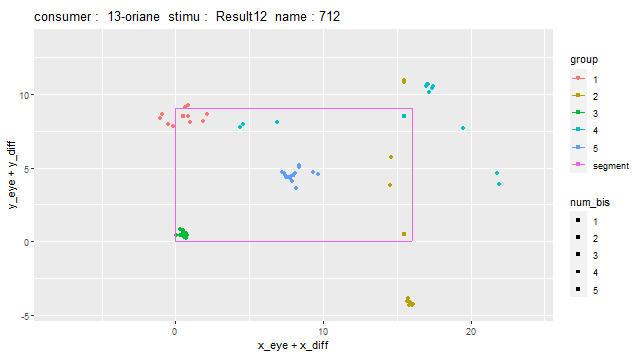 consumer : 13-oriane stimu : Result12 name : 712
group
1
2
3
4
5
segment
num_bis
1
2
3
4
5
y_eye + y_diff
10
5
0
-5
0
10
20
x_eye + x_diff